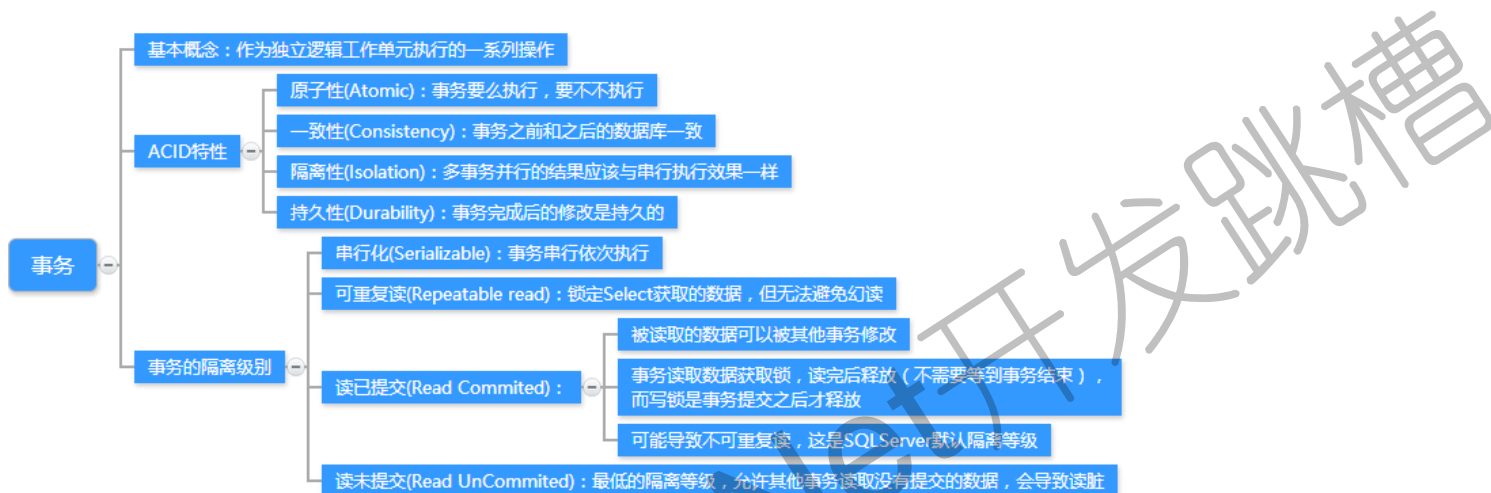 基本概念：作为独立逻辑工作单元执行的一系列操作
原子性(Atomic)：事务要么执行，要不不执行
一致性(Consistency)：事务之前和之后的数据库一致
ACID特性
隔离性(Isolation)：多事务并行的结果应该与串行执行效果一样
持久性(Durability)：事务完成后的修改是持久的
事务
串行化(Serializable)：事务串行依次执行
可重复读(Repeatable read)：锁定Select获取的数据，但无法避免幻读
事务的隔离级别
读已提交(Read Commited)：
被读取的数据可以被其他事务修改
事务读取数据获取锁，读完后释放（不需要等到事务结束），
而写锁是事务提交之后才释放
可能导致不可重复读，这是SQLServer默认隔离等级
读未提交(Read UnCommited)：最低的隔离等级，允许其他事务读取没有提交的数据，会导致读脏
Net开发跳槽